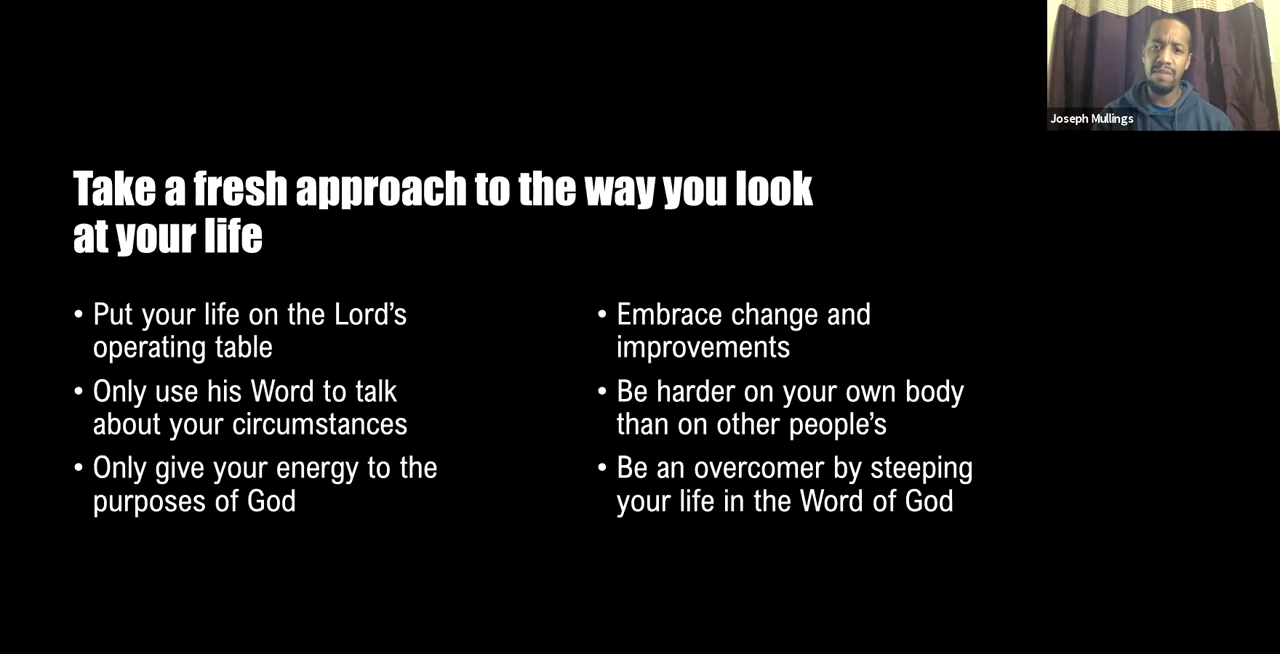 Joseph Mullings
Take a fresh approach to the way you look
at your life
• Put your life on the Lord’s
operating table
• Only use his Word to talk
about your circumstances
• Only give your energy to the
purposes of God
• Embrace change and
improvements
• Be harder on your own body
than on other people’s
• Be an overcomer by steeping
your life in the Word of God